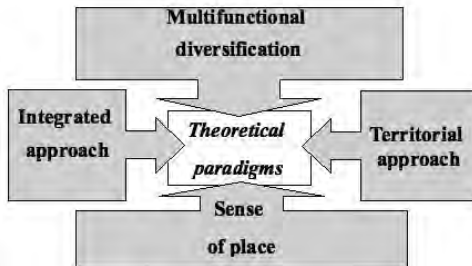 Multifunctional
diversification
Integrated
approach
Theoretical
paradigms
Territorial
approach
Sense
of place